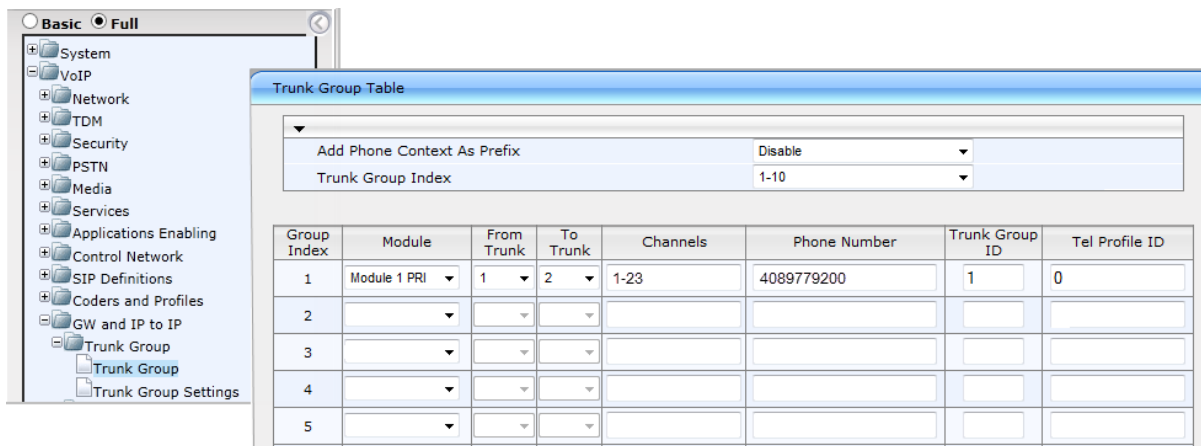 Basic Full
System
VoIP
Network
TDM
Security
PSTN
Media
Services
Applications Enabling
Control Network
SIP Definitions
Coders and Profiles
GW and IP to IP
Trunk Group
Trunk Group
Trunk Group Settings
Trunk Group Table
Add Phone Context As Prefix Disable
Trunk Group Index 1-10
Group Index Module From Trunk To Trunk Channels Phone Number Trunk Group ID Tel Profile ID
1 Module 1 PRI 1 2 1-23 4089779200 1 0
2
3
4
5